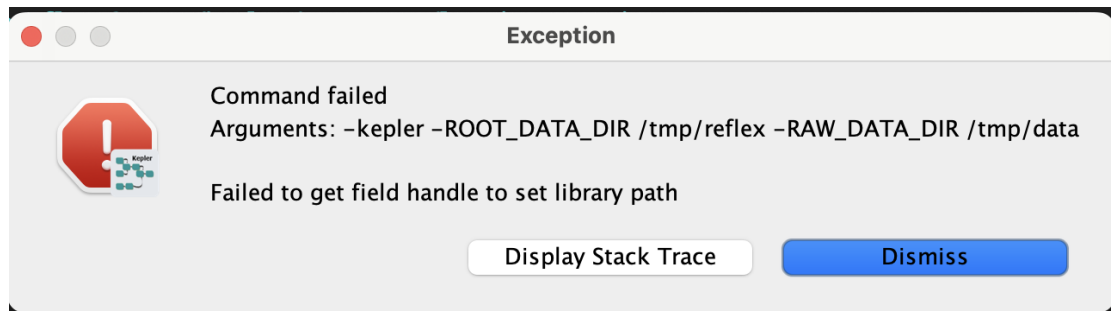 Exception
Command failed
Arguments: -kepler -ROOT_DATA_DIR /tmp/reflex -RAW_DATA_DIR /tmp/data
Kepler
Failed to get field handle to set library path
Display Stack Trace
Dismiss